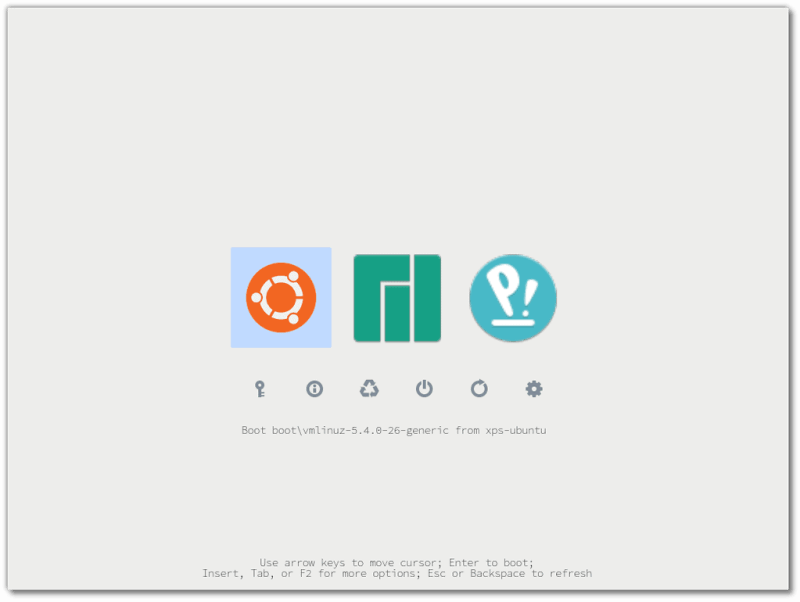 P!
Boot boot\vmlinuz-5.4.0-26-generic from xps-ubuntu
Use arrow keys to move cursor; Enter to boot;
Insert, Tab, or F2 for more options; Esc or Backspace to refresh